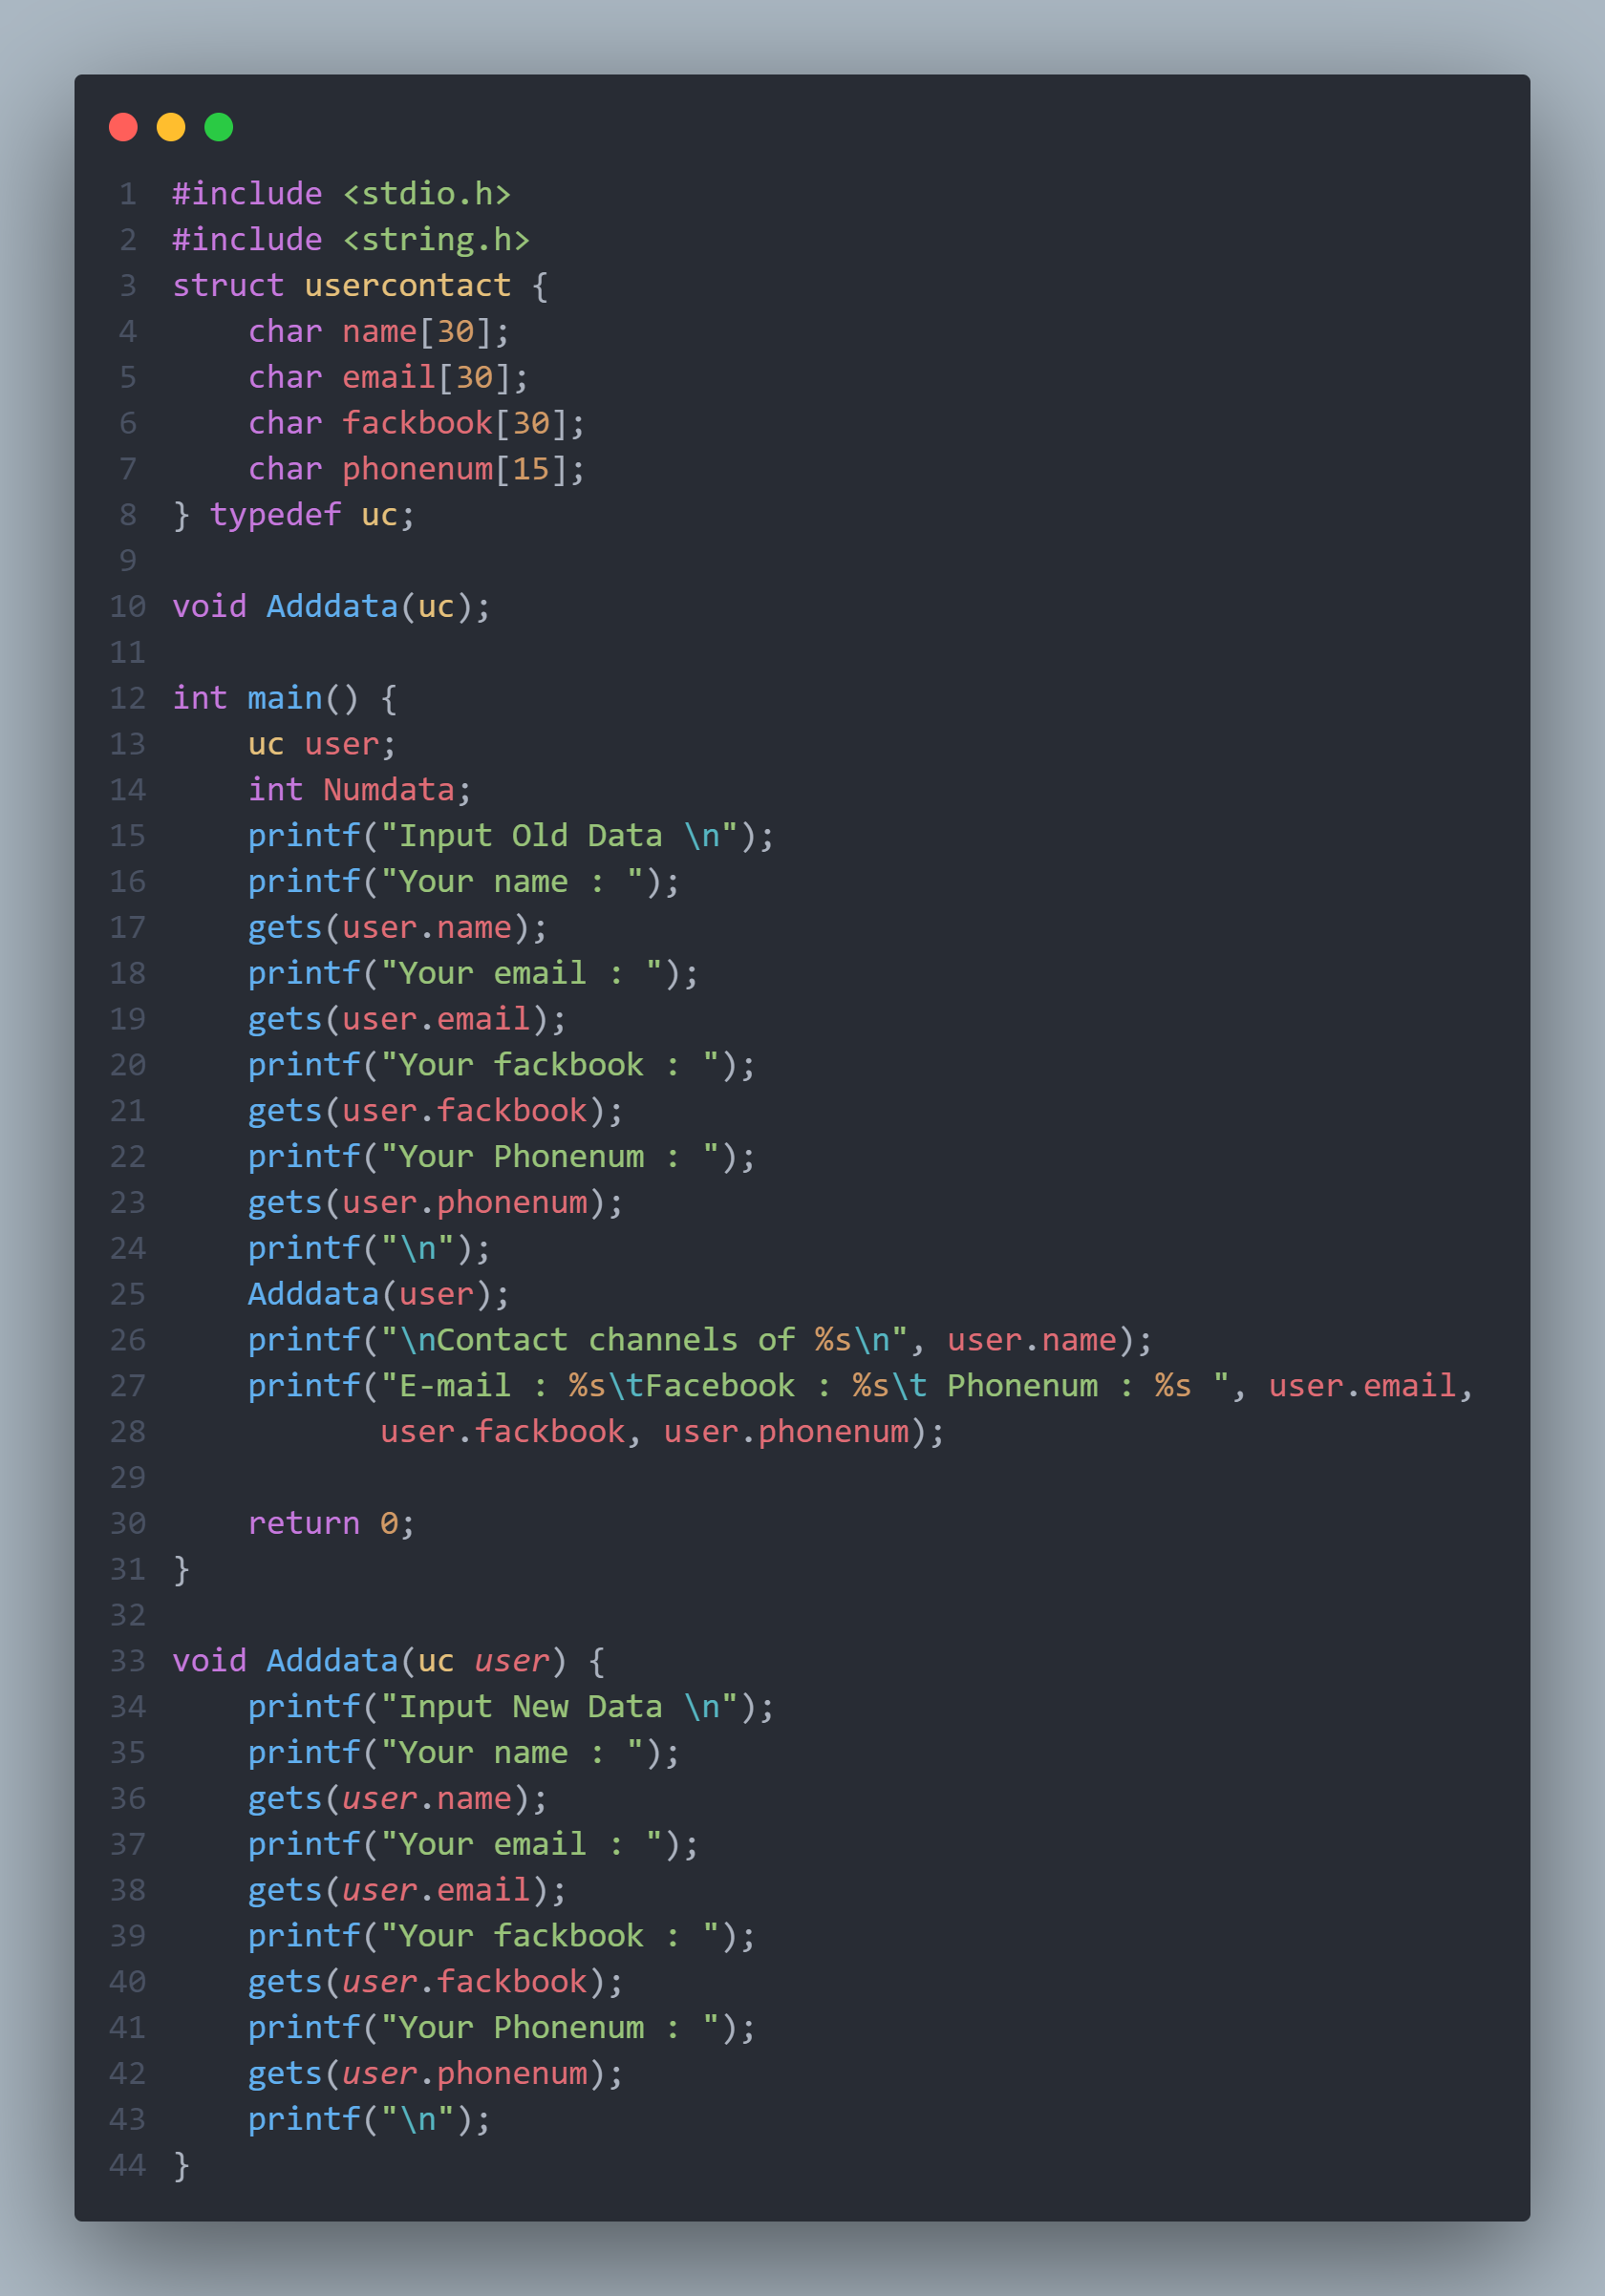 1 #include <stdio.h>
2 #include <string.h>
3 struct usercontact {
4     char name[30];
5     char email[30];
6     char fackbook[30];
7     char phonenum[15];
8 } typedef uc;
9
10 void Adddata(uc);
11
12 int main() {
13     uc user;
14     int Numdata;
15     printf("Input Old Data \n");
16     printf("Your name : ");
17     gets(user.name);
18     printf("Your email : ");
19     gets(user.email);
20     printf("Your fackbook : ");
21     gets(user.fackbook);
22     printf("Your Phonenum : ");
23     gets(user.phonenum);
24     printf("\n");
25     Adddata(user);
26     printf("\nContact channels of %s\n", user.name);
27     printf("E-mail : %s\tFacebook : %s\t Phonenum : %s ", user.email,
28            user.fackbook, user.phonenum);
29
30     return 0;
31 }
32
33 void Adddata(uc user) {
34     printf("Input New Data \n");
35     printf("Your name : ");
36     gets(user.name);
37     printf("Your email : ");
38     gets(user.email);
39     printf("Your fackbook : ");
40     gets(user.fackbook);
41     printf("Your Phonenum : ");
42     gets(user.phonenum);
43     printf("\n");
44 }